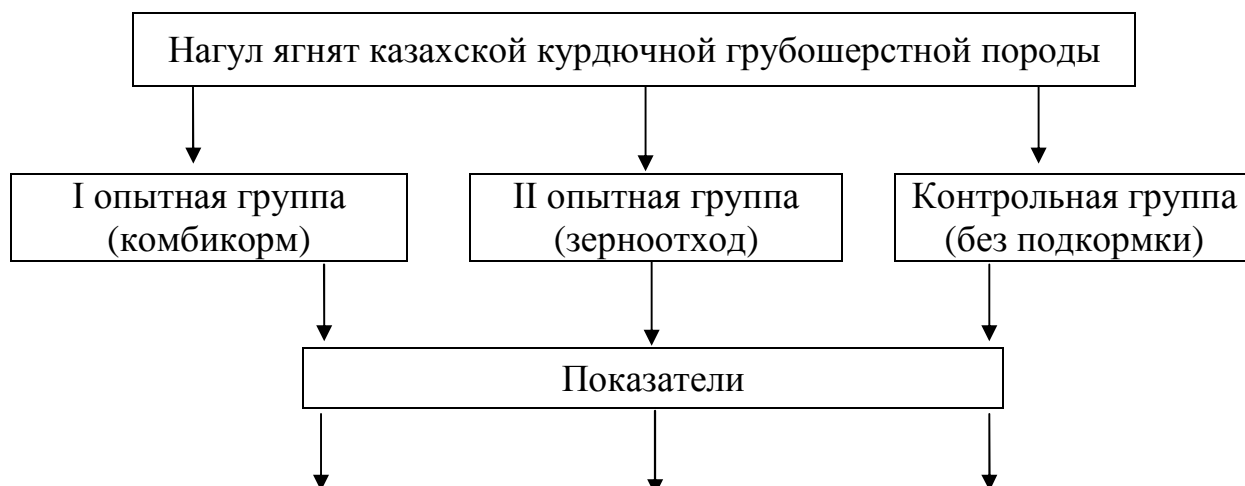 Нагул ягнят казахской курдючной грубошерстной породы
I опытная группа
(комбикорм)
II опытная группа
(зерноотход)
Контрольная группа
(без подкормки)
Показатели